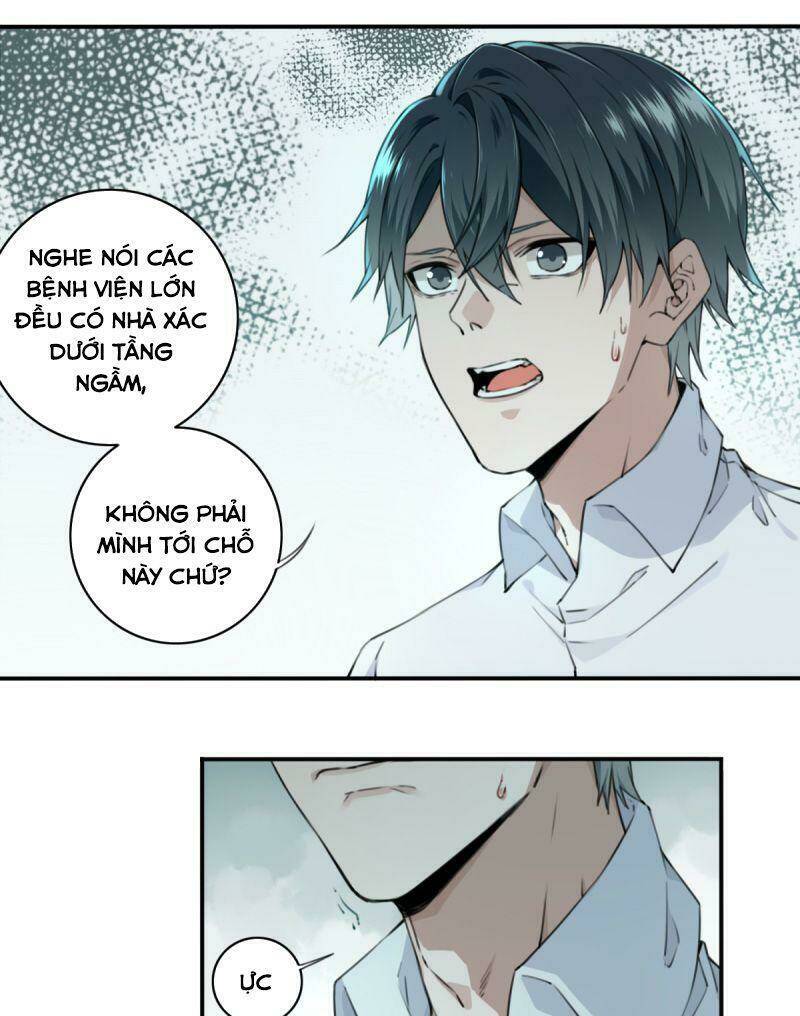 NGHE NÓI CÁC
BỆNH VIỆN LỚN
ĐỀU CÓ NHÀ XÁC
DƯỚI TẦNG
NGẦM,
KHÔNG PHẢI
MÌNH TỚI CHỖ
NÀY CHỨ?
ỰC